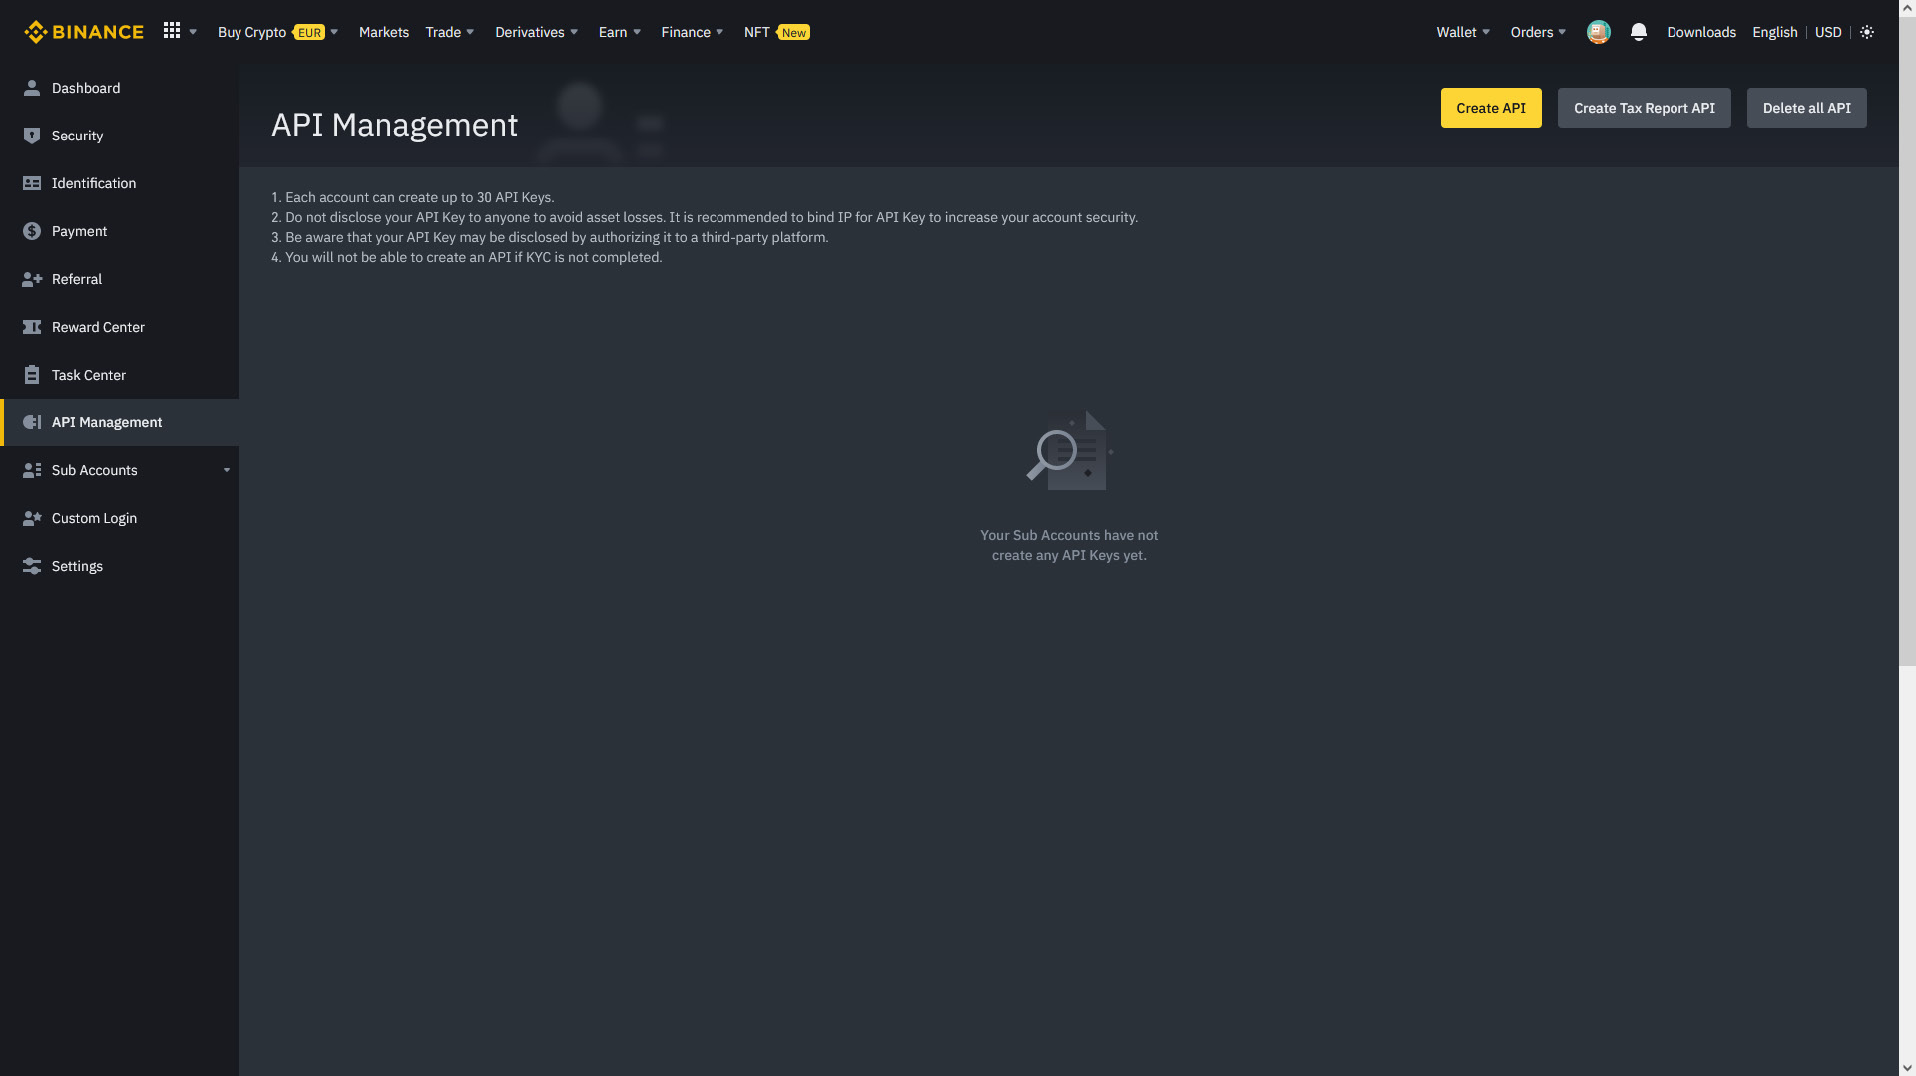 BINANCE
Buy Crypto EUR Markets Trade Derivatives Earn Finance NFT New
Wallet Orders Downloads English USD
Dashboard
Security
Identification
Payment
Referral
Reward Center
Task Center
API Management
Sub Accounts
Custom Login
Settings
API Management
Create API Create Tax Report API Delete all API
1. Each account can create up to 30 API Keys.
2. Do not disclose your API Key to anyone to avoid asset losses. It is recommended to bind IP for API Key to increase your account security.
3. Be aware that your API Key may be disclosed by authorizing it to a third-party platform.
4. You will not be able to create an API if KYC is not completed.
Your Sub Accounts have not
create any API Keys yet.